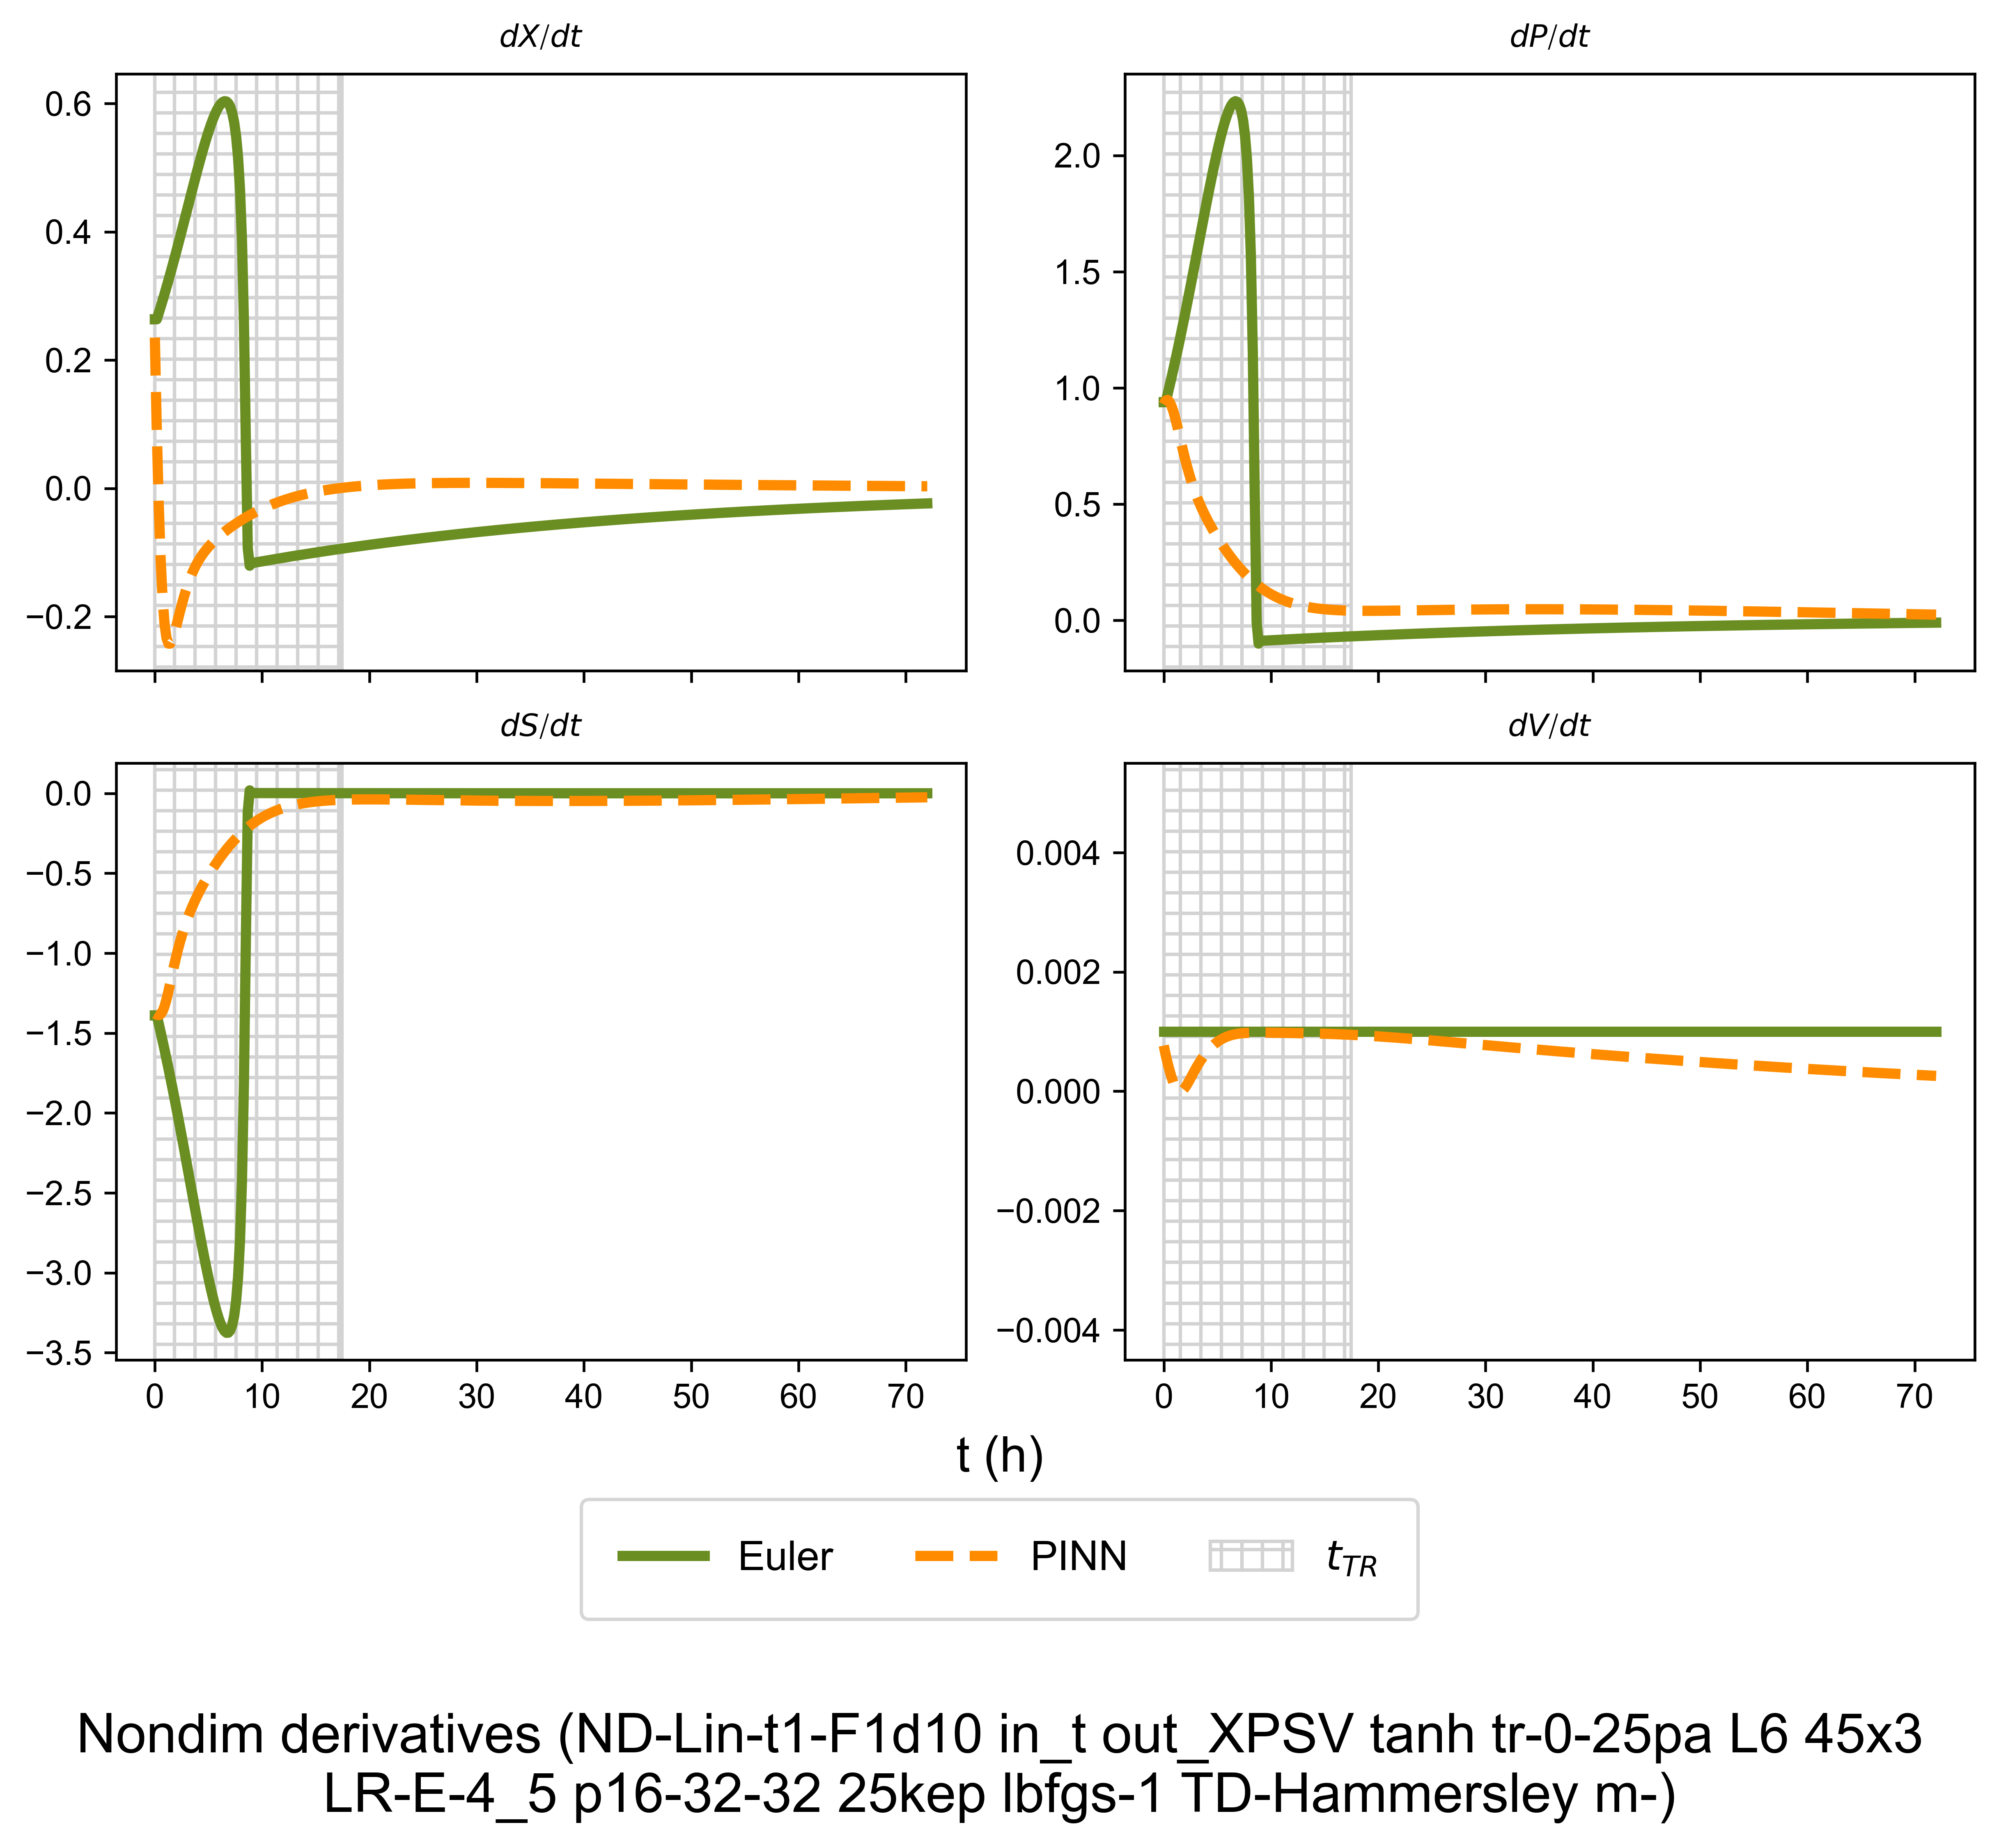 dX/dt
dP/dt
0.6
0.4
0.2
0.0
−0.2
2.0
1.5
1.0
0.5
0.0
dS/dt
dV/dt
0.0
−0.5
−1.0
−1.5
−2.0
−2.5
−3.0
−3.5
0.004
0.002
0.000
−0.002
−0.004
0 10 20 30 40 50 60 70
0 10 20 30 40 50 60 70
t (h)
Euler PINN t_TR
Nondim derivatives (ND-Lin-t1-F1d10 in_t out_XPSV tanh tr-0-25pa L6 45x3
LR-E-4_5 p16-32-32 25kep lbfgs-1 TD-Hammersley m-)